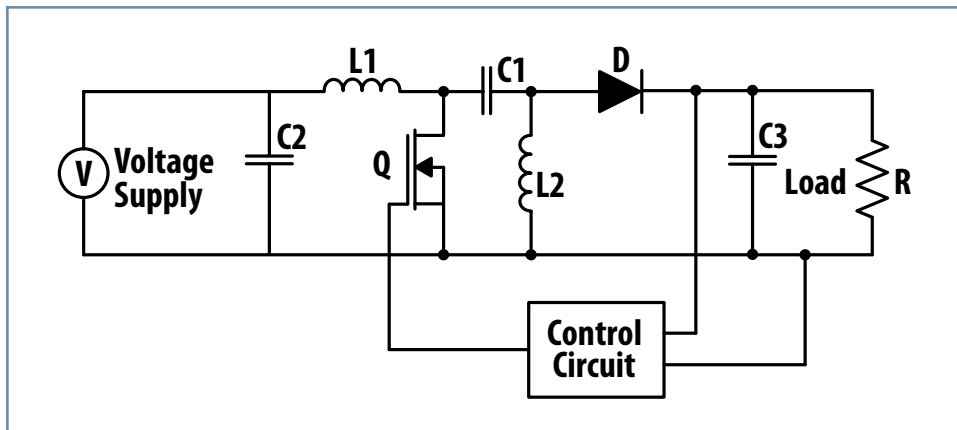 L1
C1
D
C2
C3
V
Voltage
Supply
Q
L2
Load
R
Control
Circuit